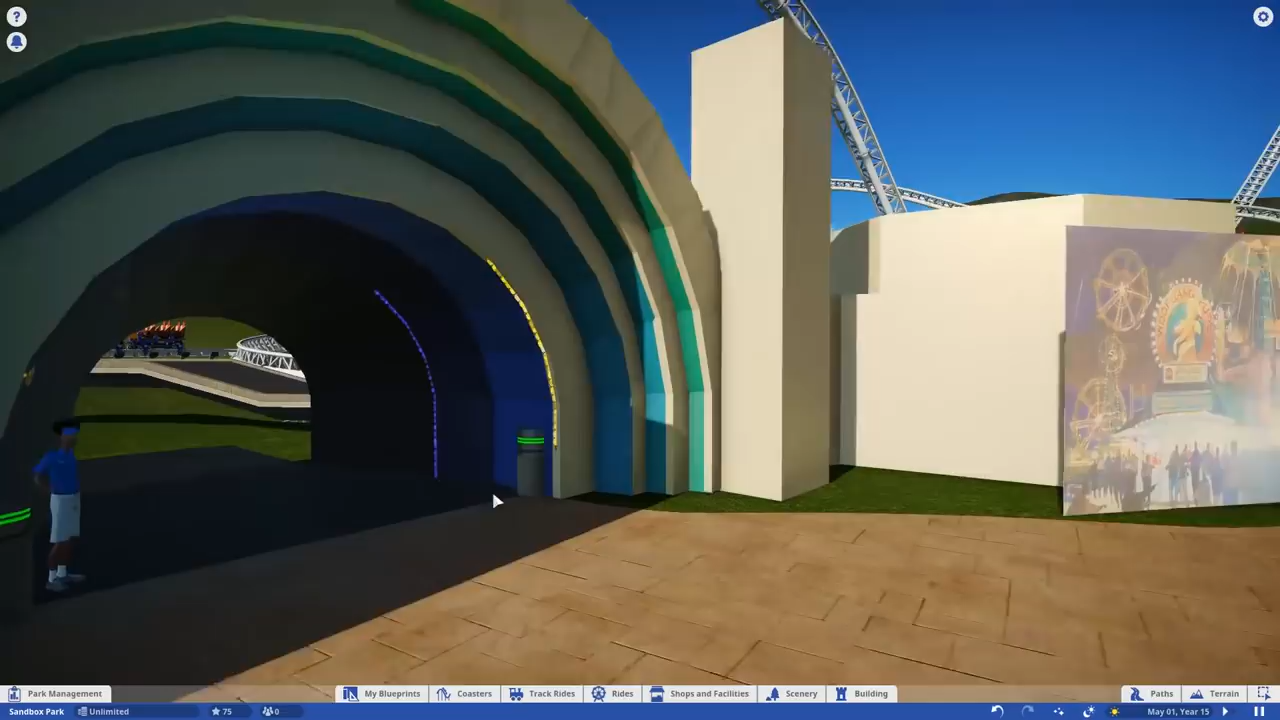 ?
Park Management
My Blueprints
Coasters
Track Rides
Rides
Shops and Facilities
Scenery
Building
Paths
Terrain
Sandbox Park
Unlimited
75
0
May 01, Year 15